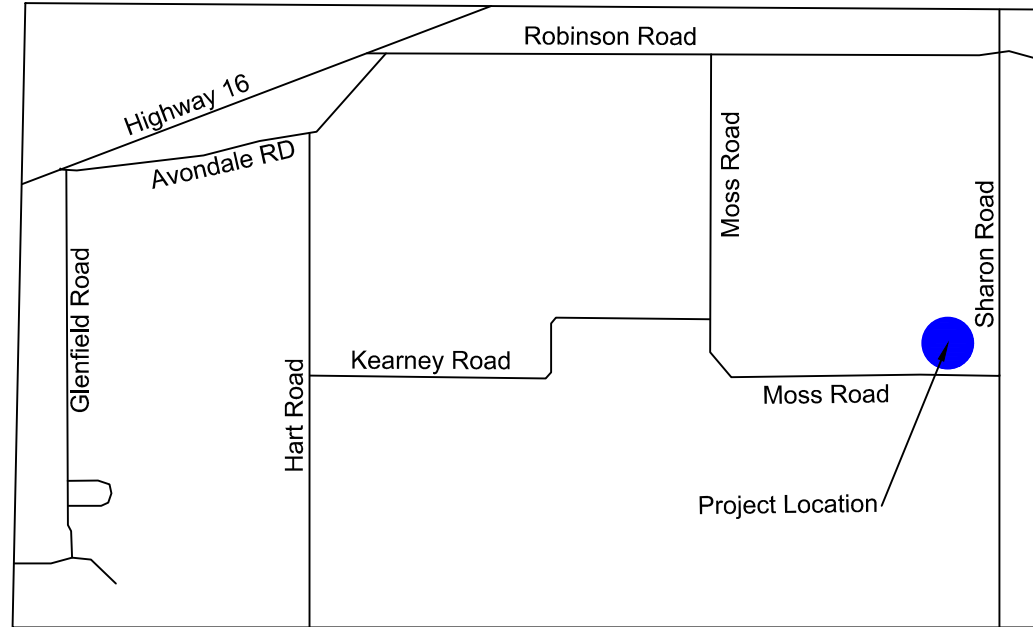 Robinson Road
Highway 16
Avondale RD
Moss Road
Sharon Road
Glenfield Road
Kearney Road
Hart Road
Moss Road
Project Location